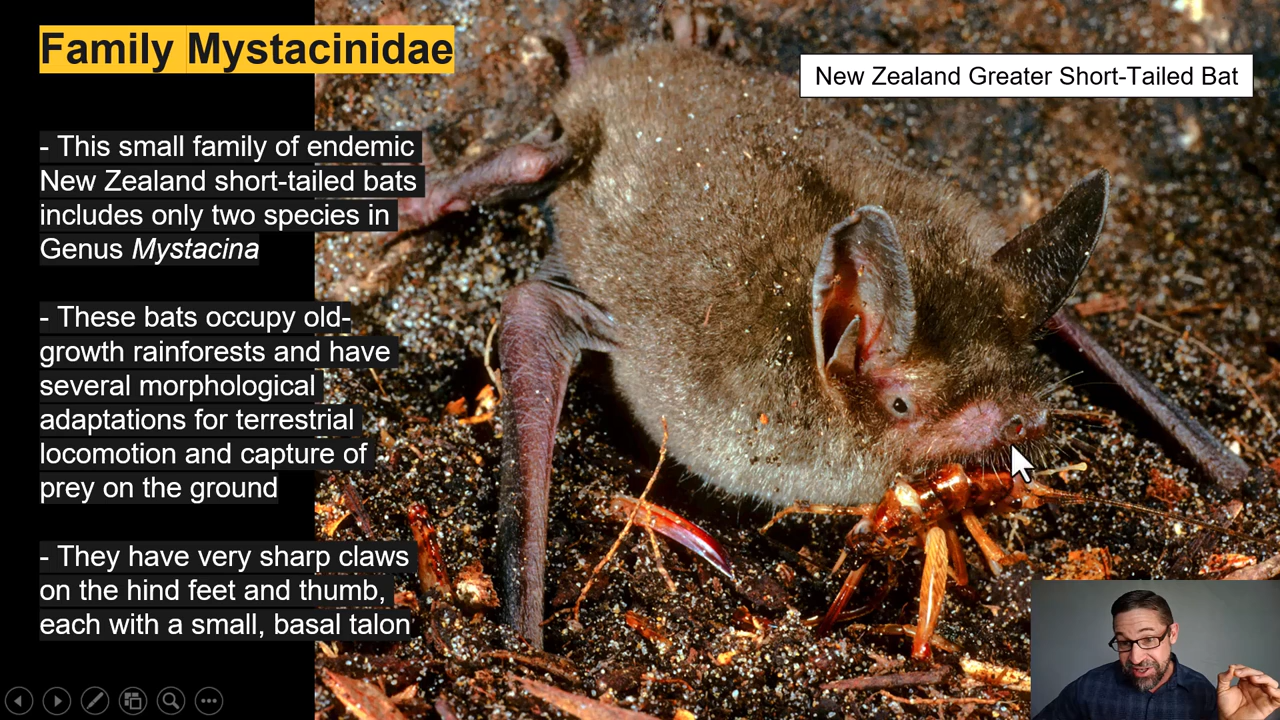 Family Mystacinidae
New Zealand Greater Short-Tailed Bat
- This small family of endemic
New Zealand short-tailed bats
includes only two species in
Genus Mystacina
- These bats occupy old-
growth rainforests and have
several morphological
adaptations for terrestrial
locomotion and capture of
prey on the ground
- They have very sharp claws
on the hind feet and thumb,
each with a small, basal talon